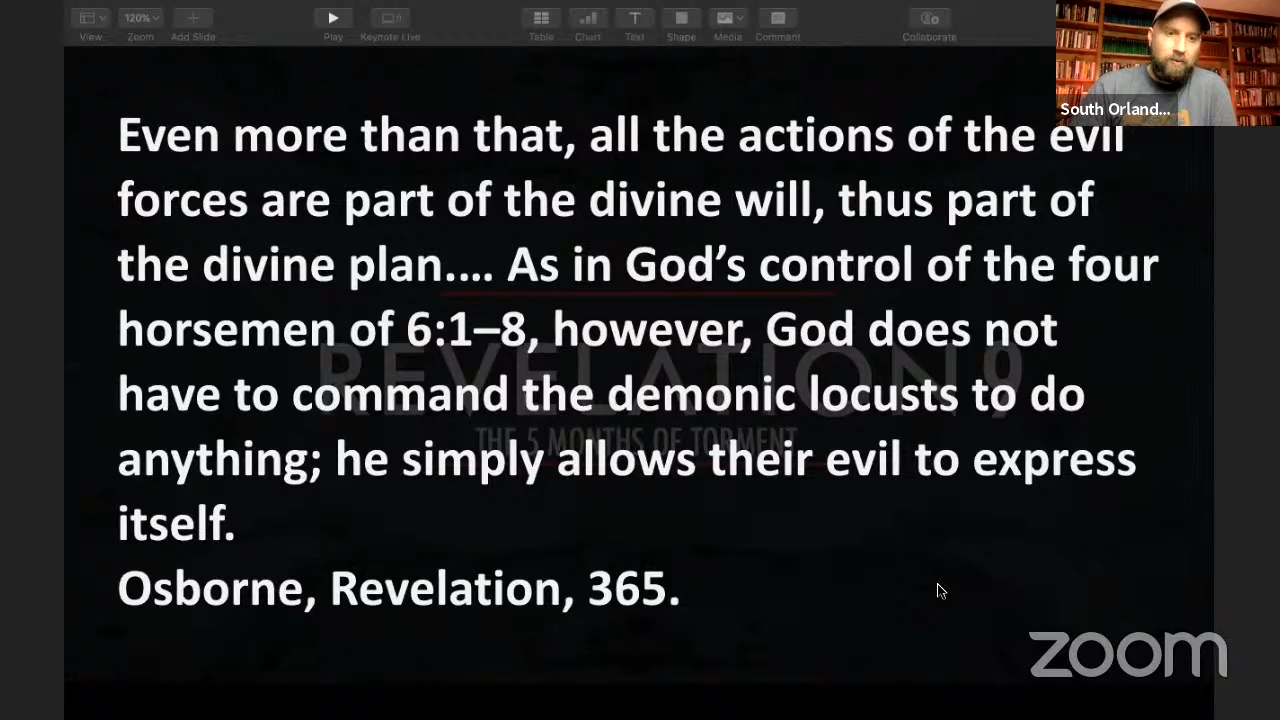 View
120%
Zoom
Add Slide
Play
Keynote Live
Table
Chart
Text
Shape
Media
Comment
Collaborate
South Orland...
Even more than that, all the actions of the evil
forces are part of the divine will, thus part of
the divine plan.... As in God’s control of the four
horsemen of 6:1–8, however, God does not
have to command the demonic locusts to do
anything; he simply allows their evil to express
itself.
Osborne, Revelation, 365.
REVELATION 9
THE 5 MONTHS OF TORMENT
zoom